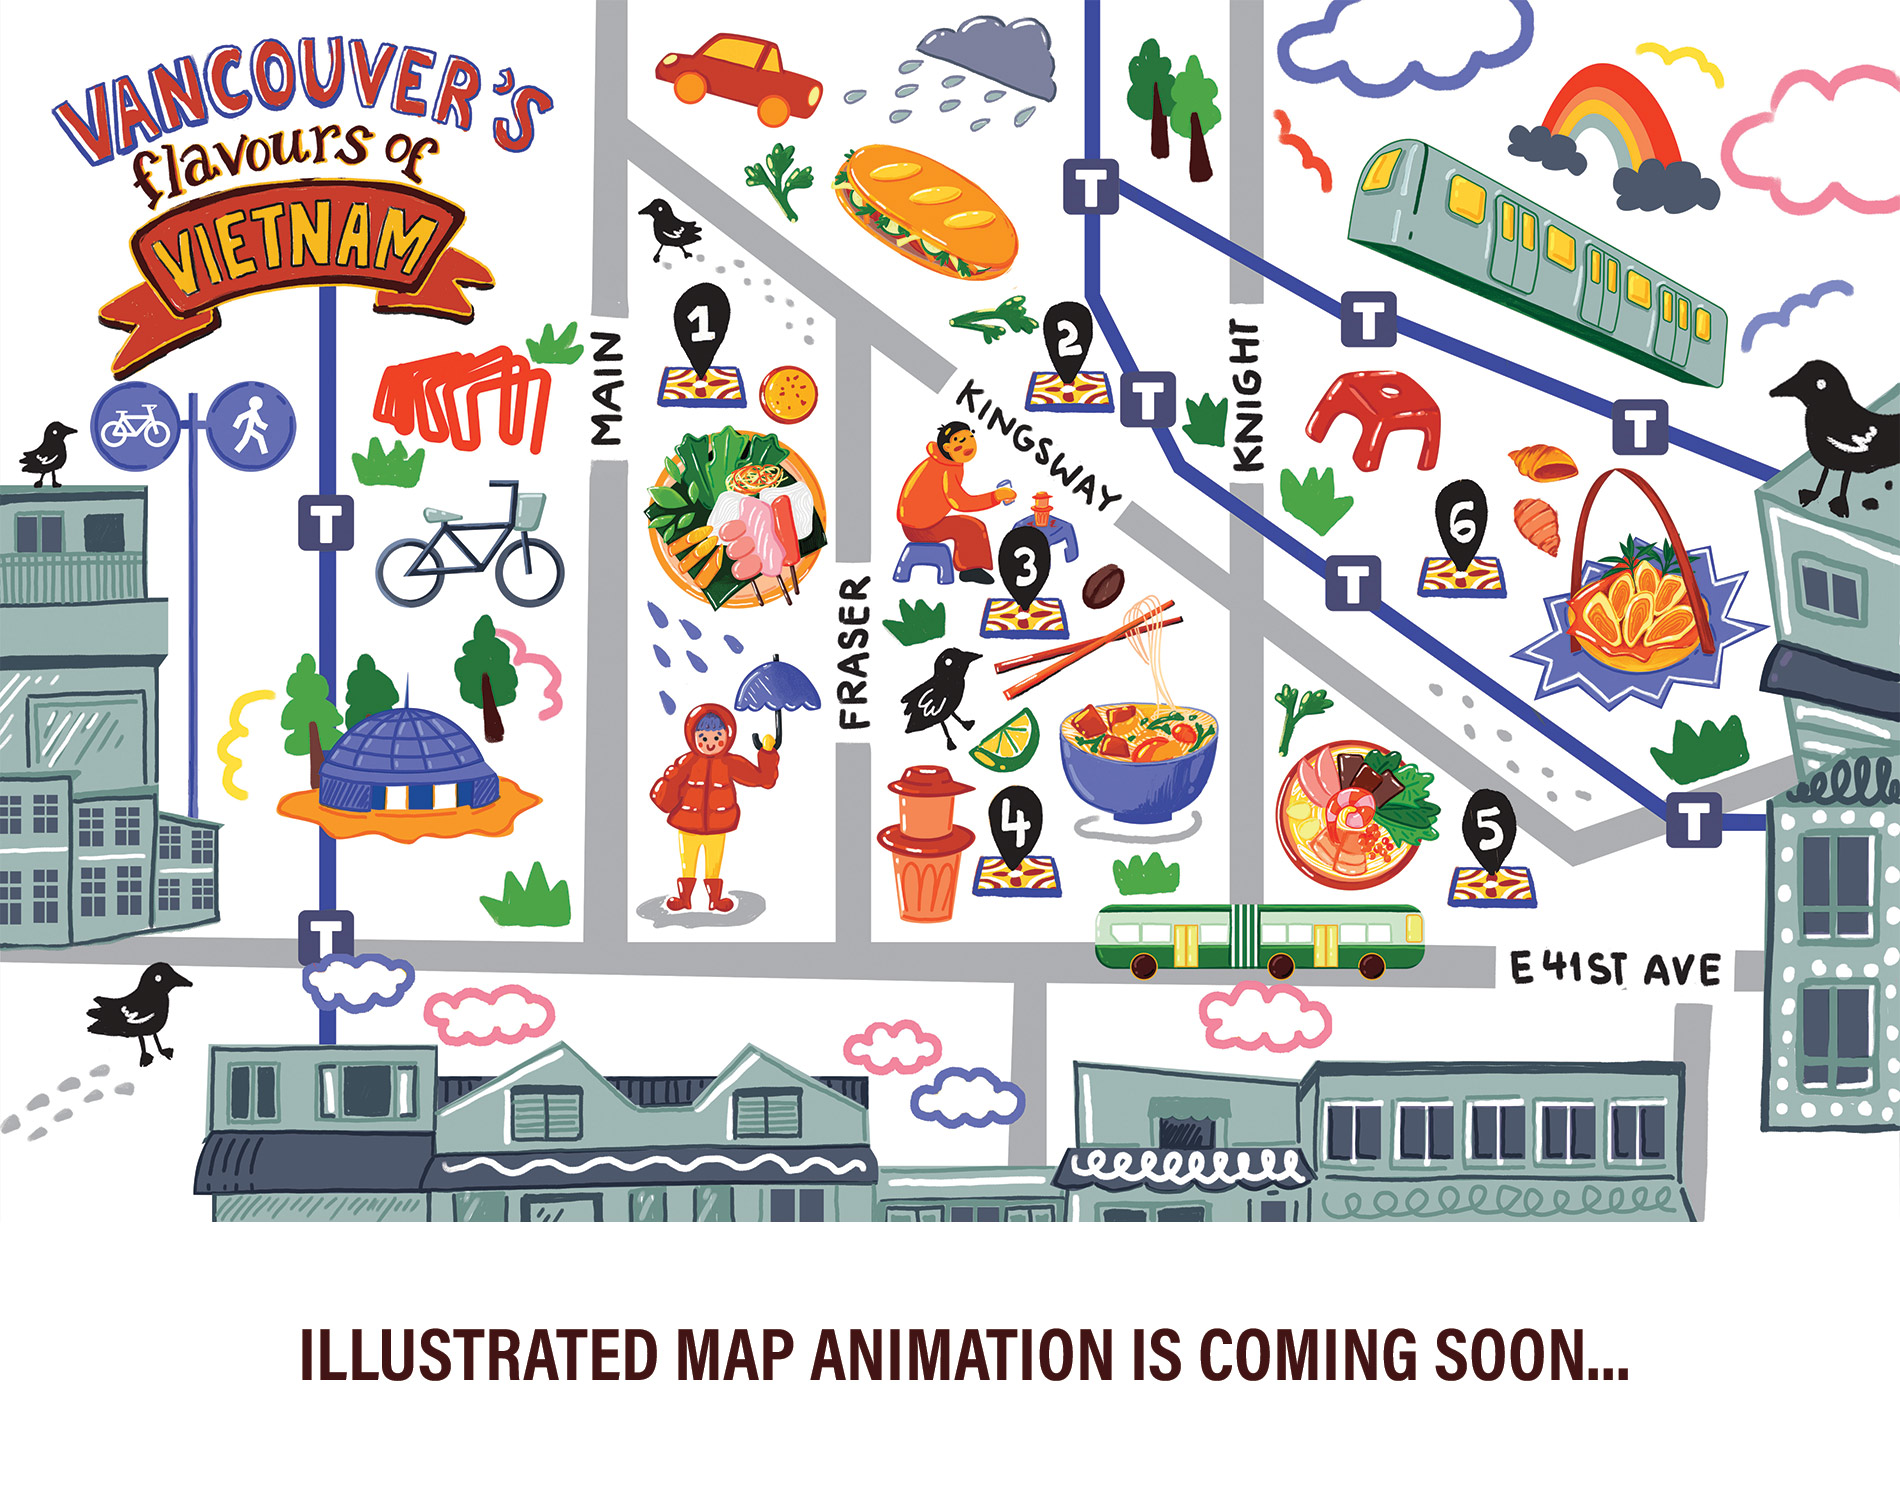 VANCOUVER'S
flavours of
VIETNAM
T
T
T
T
T
T
T
T
MAIN
1
2
KINGSWAY
KNIGHT
3
6
FRASER
4
5
E 41ST AVE
ILLUSTRATED MAP ANIMATION IS COMING SOON...